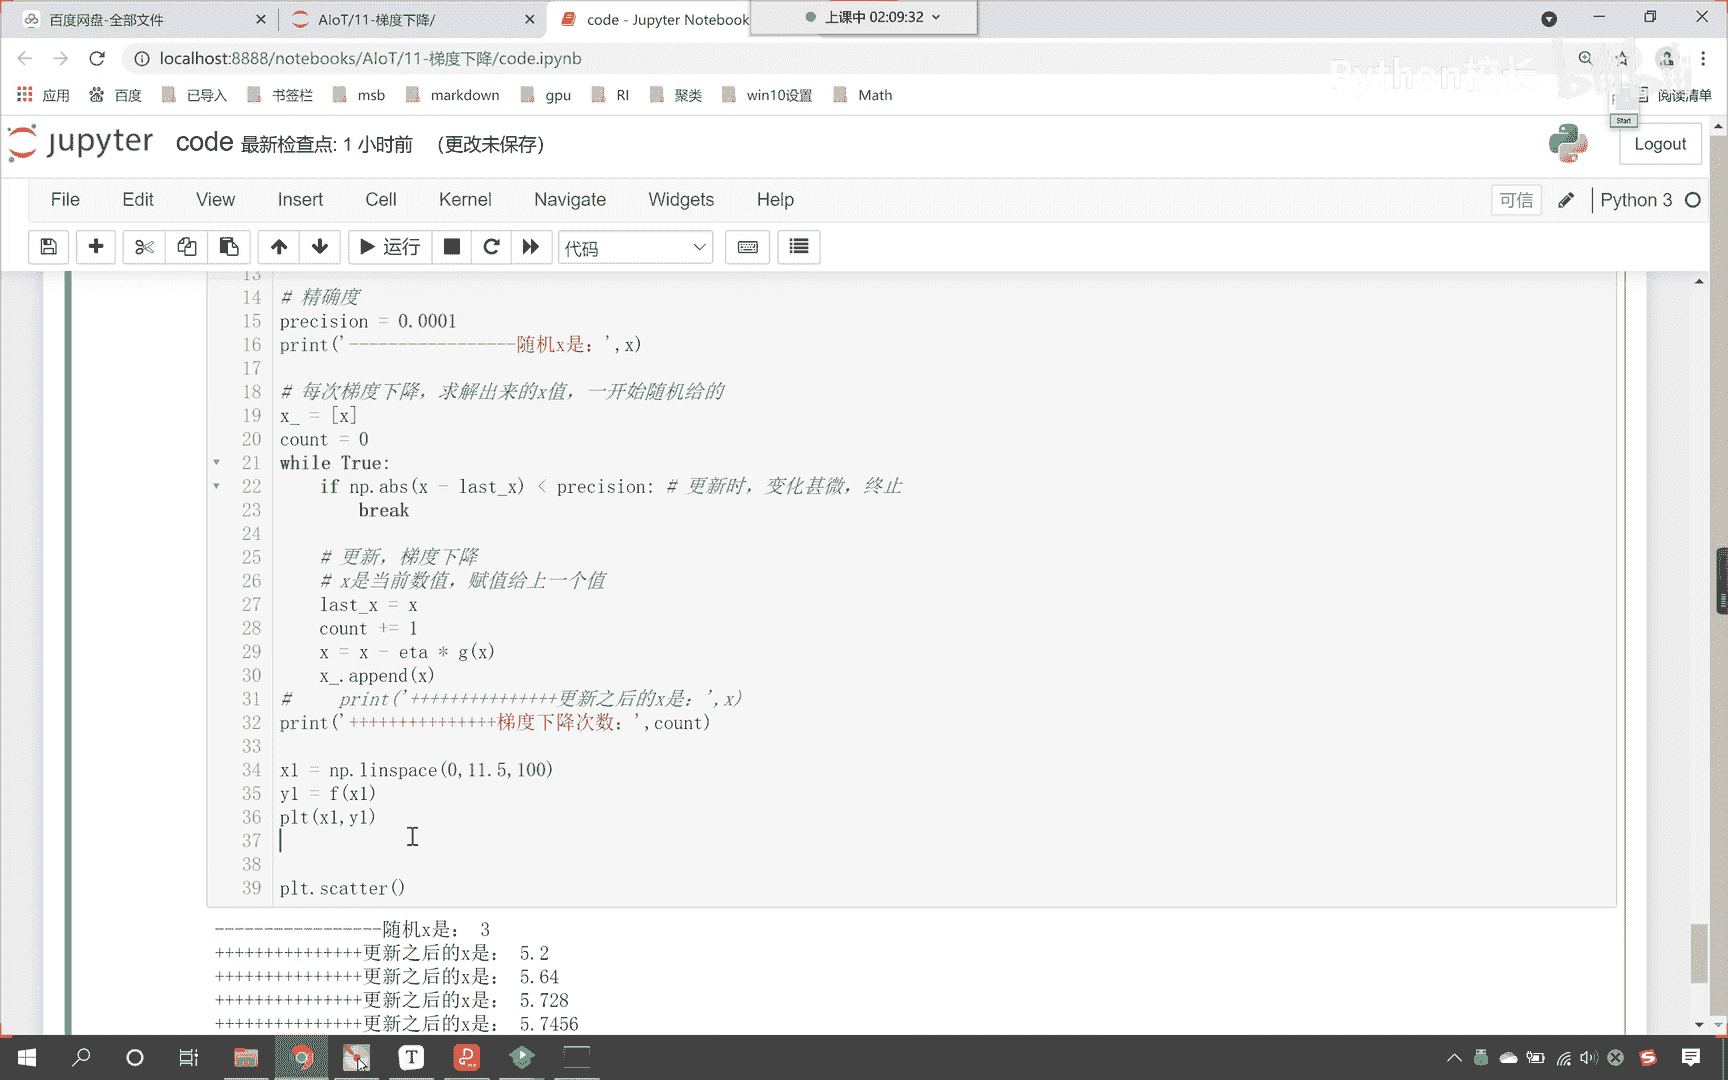 百度网盘-全部文件
AIoT/11-梯度下降/
code - Jupyter Notebook
上课中 02:09:32
localhost:8888/notebooks/AIoT/11-梯度下降/code.ipynb
Python校长
bilibili
应用 百度 已导入 书签栏 msb markdown gpu RI 聚类 win10设置 Math 阅读清单
Start
jupyter code 最新检查点: 1 小时前 (更改未保存) Logout
File Edit View Insert Cell Kernel Navigate Widgets Help 可信 Python 3
运行 代码
13
14 # 精确度
15 precision = 0.0001
16 print('-----------------随机x是：',x)
17
18 # 每次梯度下降，求解出来的x值，一开始随机给的
19 x_ = [x]
20 count = 0
21 while True:
22     if np.abs(x - last_x) < precision: # 更新时，变化甚微，终止
23         break
24
25     # 更新，梯度下降
26     # x是当前数值，赋值给上一个值
27     last_x = x
28     count += 1
29     x = x - eta * g(x)
30     x_.append(x)
31 #     print('+++++++++++++++更新之后的x是：',x)
32 print('+++++++++++++++梯度下降次数：',count)
33
34 x1 = np.linspace(0,11.5,100)
35 y1 = f(x1)
36 plt(x1,y1)
37
38
39 plt.scatter()
-----------------随机x是： 3
+++++++++++++++更新之后的x是： 5.2
+++++++++++++++更新之后的x是： 5.64
+++++++++++++++更新之后的x是： 5.728
+++++++++++++++更新之后的x是： 5.7456